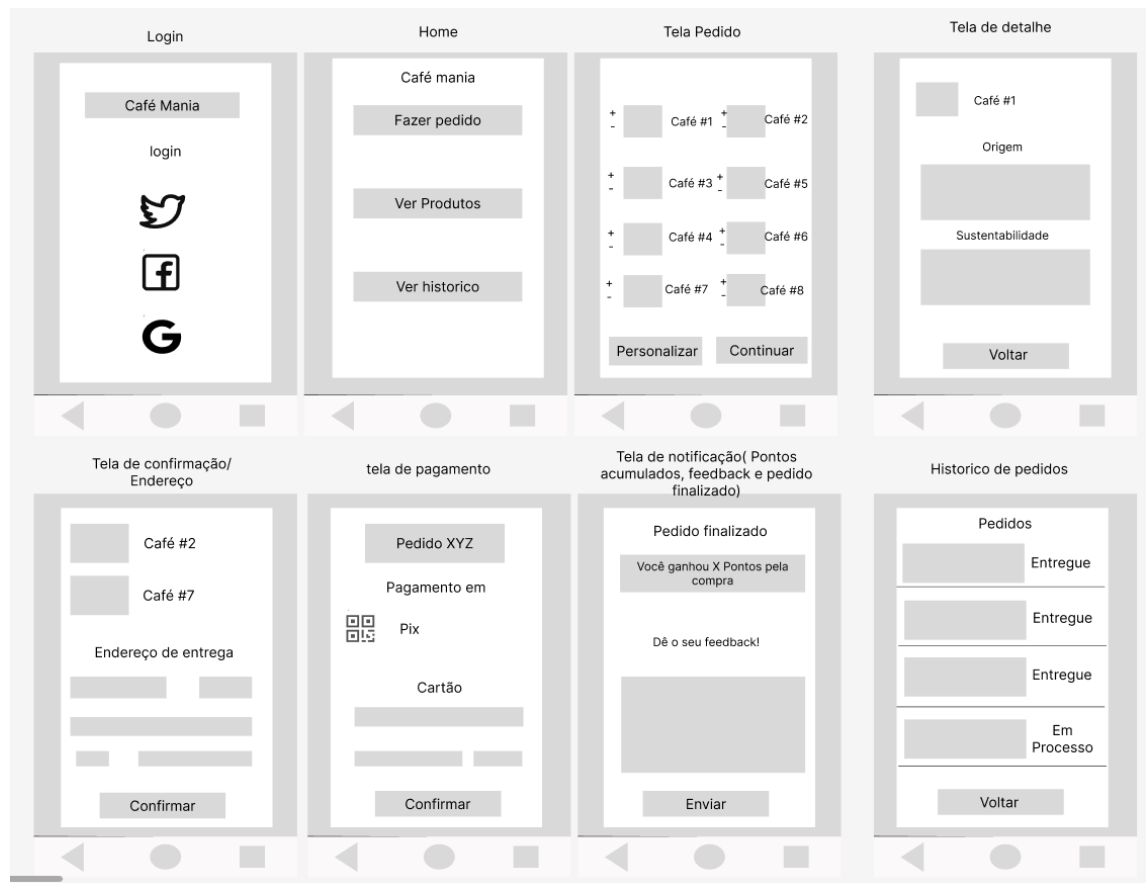 Login
Café Mania
login
Home
Café mania
Fazer pedido
Ver Produtos
Ver historico
Tela Pedido
+ Café #1 + Café #2
- -
+ Café #3 + Café #5
- -
+ Café #4 + Café #6
- -
+ Café #7 + Café #8
- -
Personalizar Continuar
Tela de detalhe
Café #1
Origem
Sustentabilidade
Voltar
Tela de confirmação/
Endereço
Café #2
Café #7
Endereço de entrega
Confirmar
tela de pagamento
Pedido XYZ
Pagamento em
Pix
Cartão
Confirmar
Tela de notificação( Pontos
acumulados, feedback e pedido
finalizado)
Pedido finalizado
Você ganhou X Pontos pela
compra
Dê o seu feedback!
Enviar
Historico de pedidos
Pedidos
Entregue
Entregue
Entregue
Em
Processo
Voltar